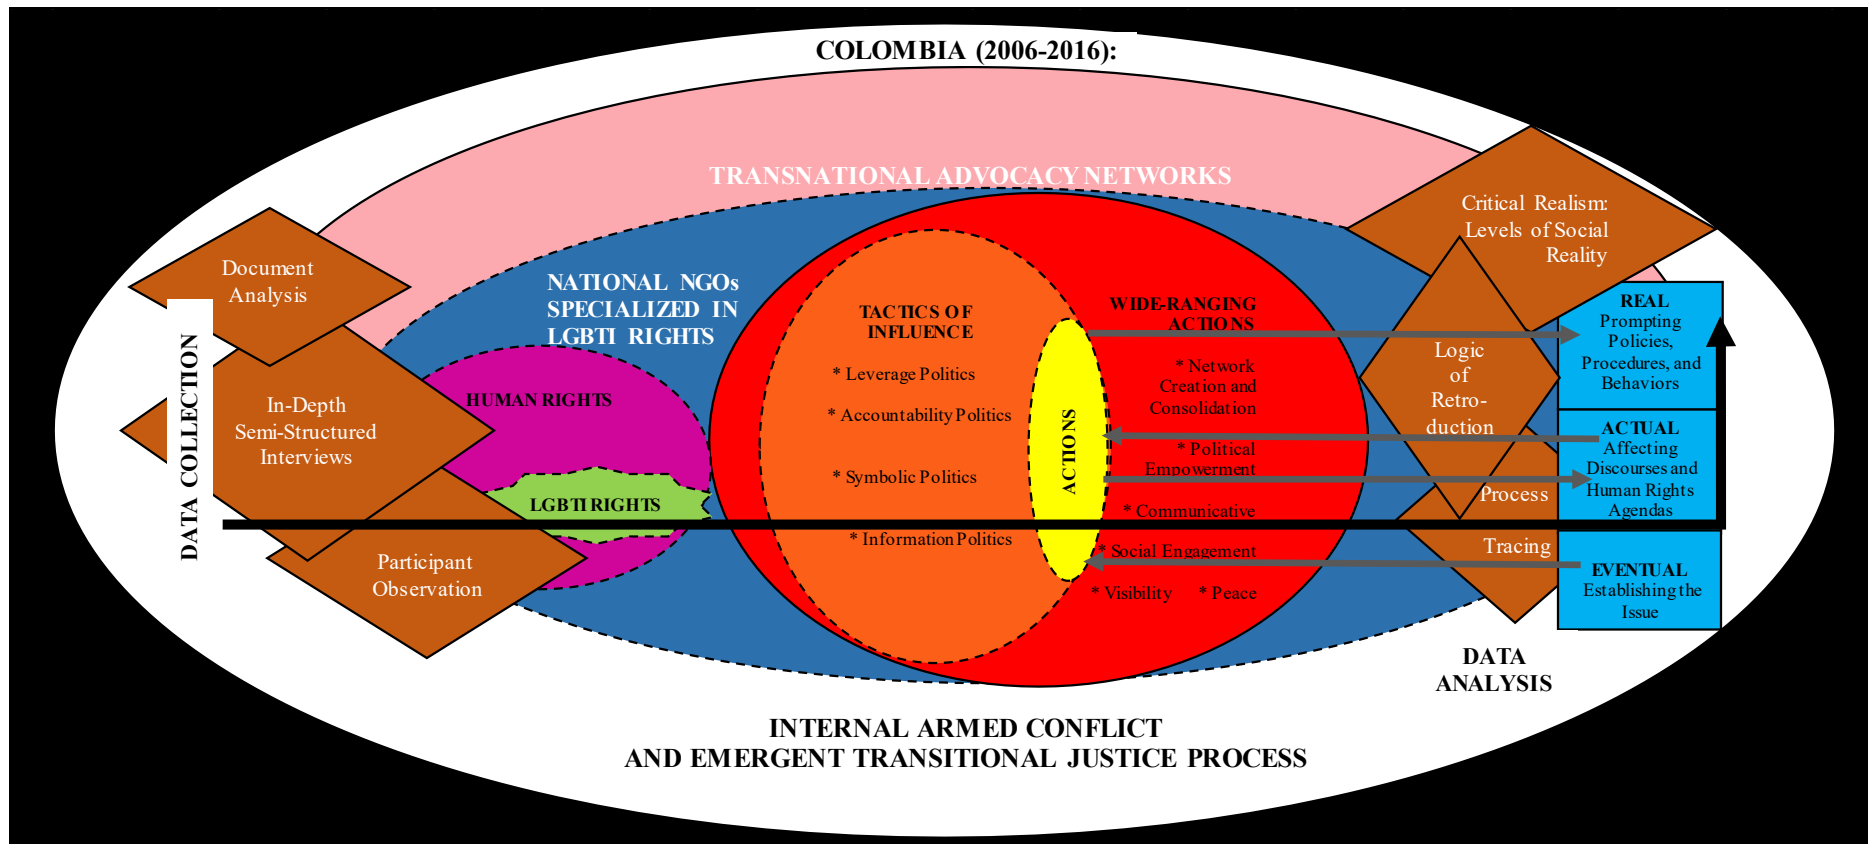 COLOMBIA (2006-2016):
TRANSNATIONAL ADVOCACY NETWORKS
Critical Realism:
Levels of Social
Reality
Document
Analysis
NATIONAL NGOs
SPECIALIZED IN
LGBTI RIGHTS
TACTICS OF
INFLUENCE
* Leverage Politics
* Accountability Politics
* Symbolic Politics
* Information Politics
ACTIONS
WIDE-RANGING
ACTIONS
* Network
Creation and
Consolidation
* Political
Empowerment
* Communicative
* Social Engagement
* Visibility * Peace
Logic
of
Retro-
duction
Process
Tracing
REAL
Prompting
Policies,
Procedures, and
Behaviors
ACTUAL
Affecting
Discourses and
Human Rights
Agendas
EVENTUAL
Establishing the
Issue
DATA COLLECTION
In-Depth
Semi-Structured
Interviews
HUMAN RIGHTS
LGBTI RIGHTS
Participant
Observation
DATA
ANALYSIS
INTERNAL ARMED CONFLICT
AND EMERGENT TRANSITIONAL JUSTICE PROCESS